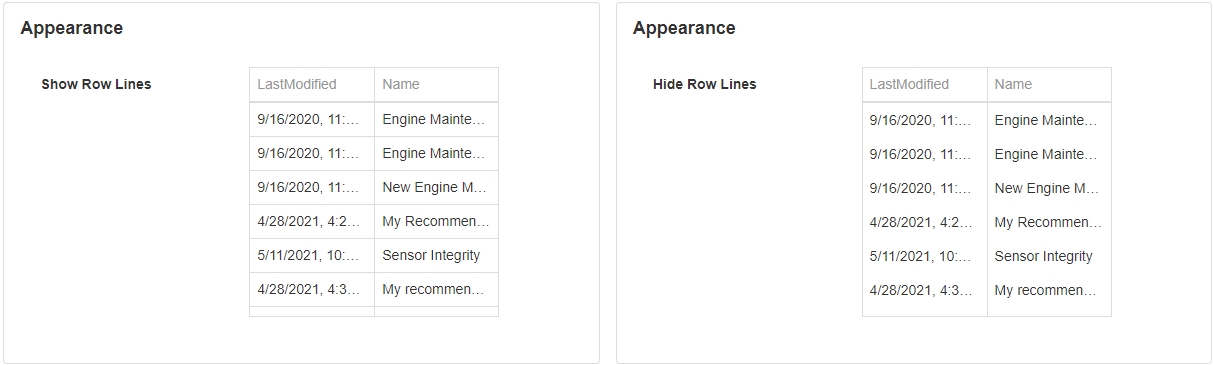 Appearance
Show Row Lines
LastModified Name
9/16/2020, 11:... Engine Mainte...
9/16/2020, 11:... Engine Mainte...
9/16/2020, 11:... New Engine M...
4/28/2021, 4:2... My Recommen...
5/11/2021, 10:... Sensor Integrity
4/28/2021, 4:3... My recommen...
Appearance
Hide Row Lines
LastModified Name
9/16/2020, 11:... Engine Mainte...
9/16/2020, 11:... Engine Mainte...
9/16/2020, 11:... New Engine M...
4/28/2021, 4:2... My Recommen...
5/11/2021, 10:... Sensor Integrity
4/28/2021, 4:3... My recommen...